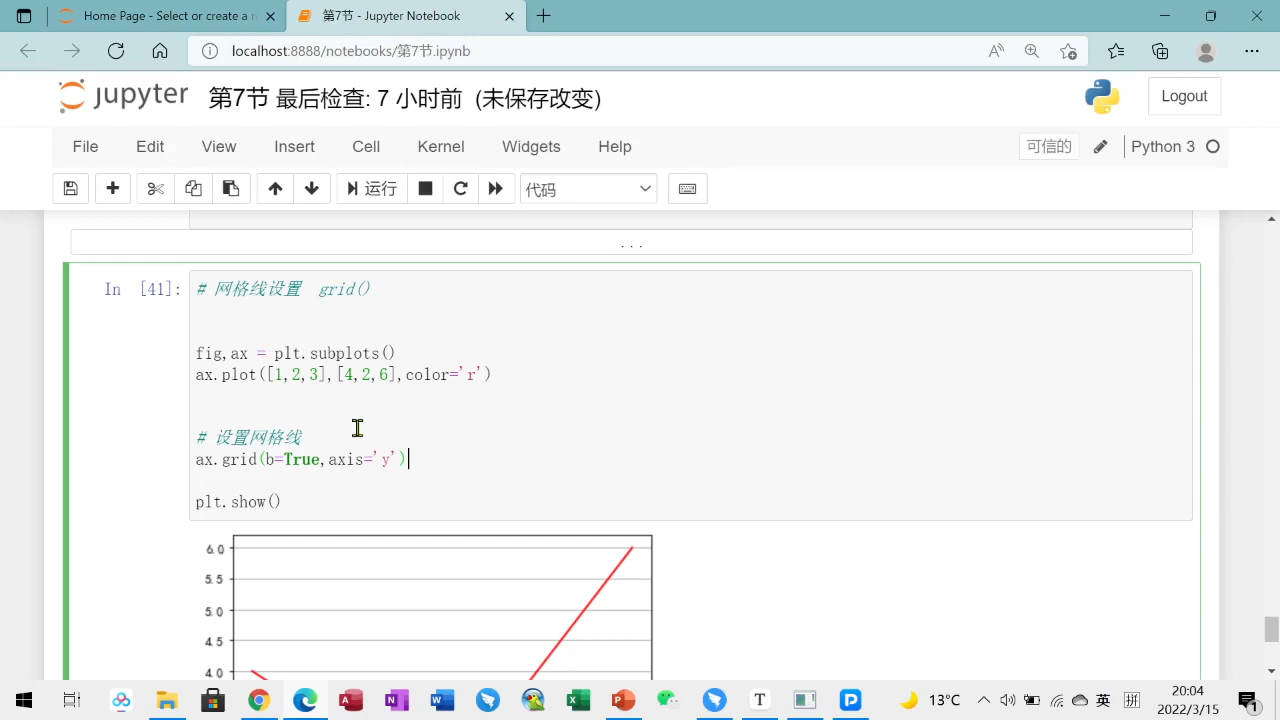 Home Page - Select or create a n
第7节 - Jupyter Notebook
localhost:8888/notebooks/第7节.ipynb
jupyter 第7节 最后检查: 7 小时前 (未保存改变)
Logout
File Edit View Insert Cell Kernel Widgets Help
可信的
Python 3
运行
代码
...
In [41]:
# 网格线设置 grid()
fig,ax = plt.subplots()
ax.plot([1,2,3],[4,2,6],color='r')
# 设置网格线
ax.grid(b=True,axis='y')
plt.show()
6.0
5.5
5.0
4.5
4.0
13°C
英
拼
20:04
2022/3/15
1